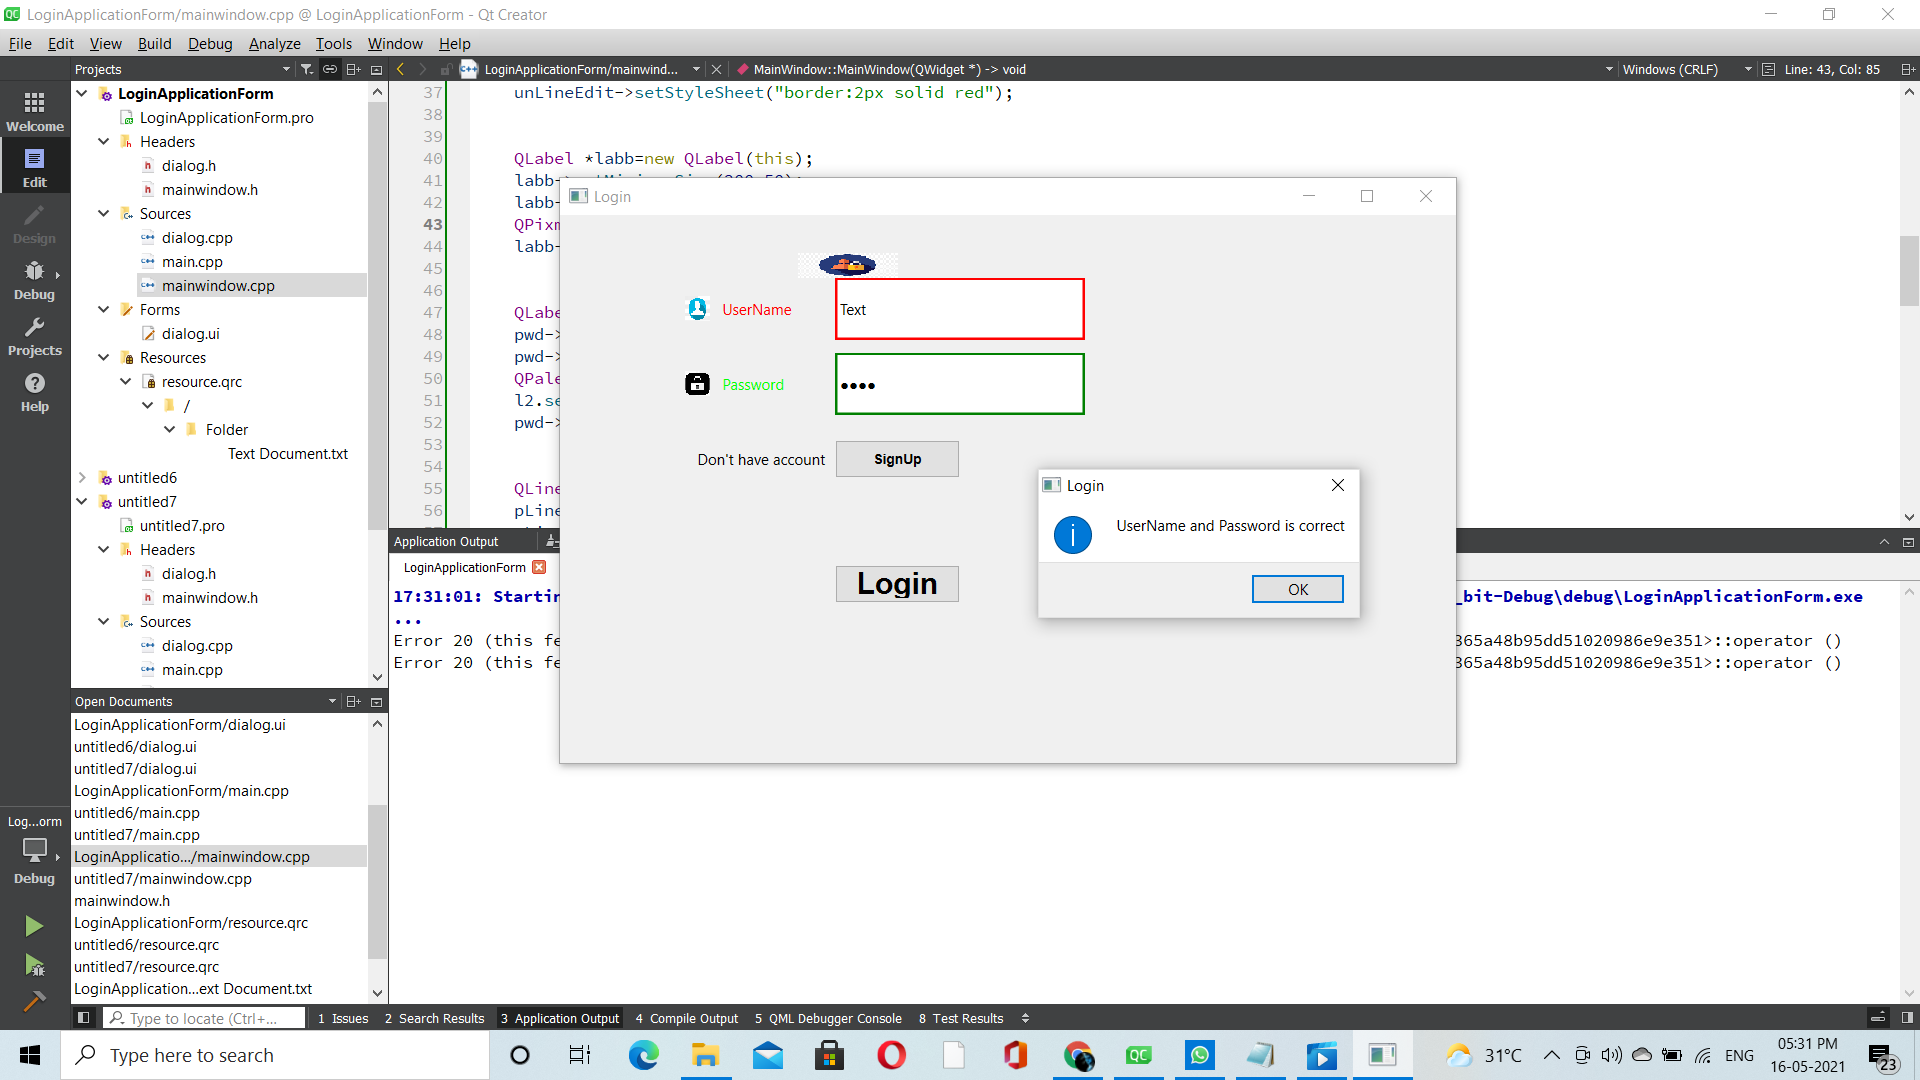 LoginApplicationForm/mainwindow.cpp @ LoginApplicationForm - Qt Creator
File Edit View Build Debug Analyze Tools Window Help
Projects
LoginApplicationForm/mainwind...
MainWindow::MainWindow(QWidget *) -> void
Windows (CRLF)
Line: 43, Col: 85
Welcome
Edit
Design
Debug
Projects
Help
LoginApplicationForm
LoginApplicationForm.pro
Headers
dialog.h
mainwindow.h
Sources
dialog.cpp
main.cpp
mainwindow.cpp
Forms
dialog.ui
Resources
resource.qrc
/
Folder
Text Document.txt
untitled6
untitled7
untitled7.pro
Headers
dialog.h
mainwindow.h
Sources
dialog.cpp
main.cpp
37 unLineEdit->setStyleSheet("border:2px solid red");
38
39
40 QLabel *labb=new QLabel(this);
41 labb-
42 labb-
43 QPixm
44 labb-
45
46
47 QLabe
48 pwd->
49 pwd->
50 QPale
51 l2.se
52 pwd->
53
54
55 QLine
56 pLine
Login
UserName
Text
Password
Don't have account
SignUp
Login
Login
UserName and Password is correct
OK
Application Output
LoginApplicationForm
17:31:01: Startin
_bit-Debug\debug\LoginApplicationForm.exe
...
Error 20 (this fe
365a48b95dd51020986e9e351>::operator ()
Error 20 (this fe
365a48b95dd51020986e9e351>::operator ()
Open Documents
LoginApplicationForm/dialog.ui
untitled6/dialog.ui
untitled7/dialog.ui
LoginApplicationForm/main.cpp
untitled6/main.cpp
untitled7/main.cpp
LoginApplicatio.../mainwindow.cpp
untitled7/mainwindow.cpp
mainwindow.h
LoginApplicationForm/resource.qrc
untitled6/resource.qrc
untitled7/resource.qrc
LoginApplication...ext Document.txt
Log...orm
Debug
Type to locate (Ctrl+...
1 Issues 2 Search Results 3 Application Output 4 Compile Output 5 QML Debugger Console 8 Test Results
Type here to search
31°C
ENG
05:31 PM
16-05-2021
23